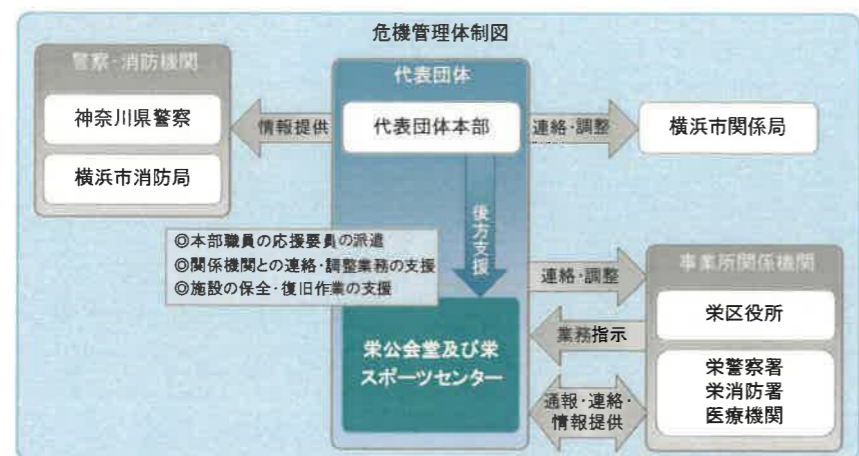 危機管理体制図
警察・消防機関
神奈川県警察
横浜市消防局
情報提供
代表団体
代表団体本部
連絡・調整
横浜市関係局
後方支援
◎本部職員の応援要員の派遣
◎関係機関との連絡・調整業務の支援
◎施設の保全・復旧作業の支援
栄公会堂及び栄
スポーツセンター
連絡・調整
業務指示
通報・連絡・
情報提供
事業所関係機関
栄区役所
栄警察署
栄消防署
医療機関